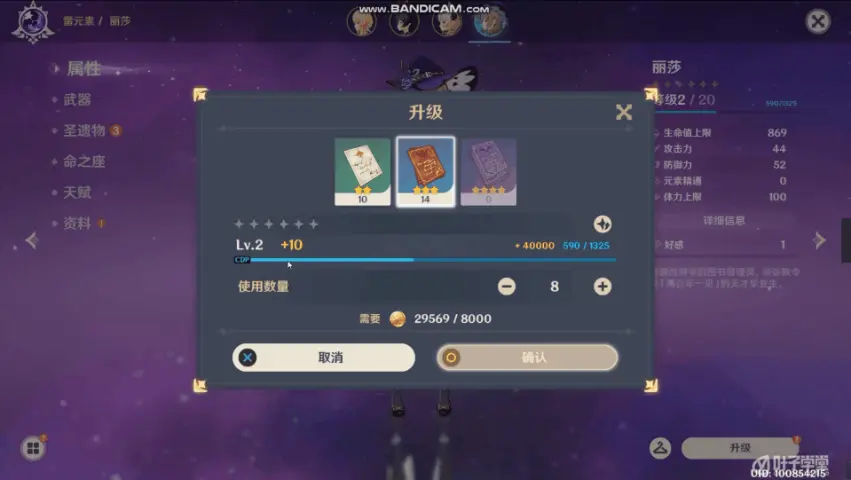 www.BANDICAM.com
雷元素 / 丽莎
属性
武器
圣遗物 3
命之座
天赋
资料
丽莎
等级2 / 20
590/1325
生命值上限 869
攻击力 44
防御力 52
元素精通 0
体力上限 100
详细信息
好感 1
升级
10
14
0
Lv.2 +10 + 40000 590 / 1325
使用数量 8
需要 29569 / 8000
取消
确认
升级
叶子学堂
UID: 100854215